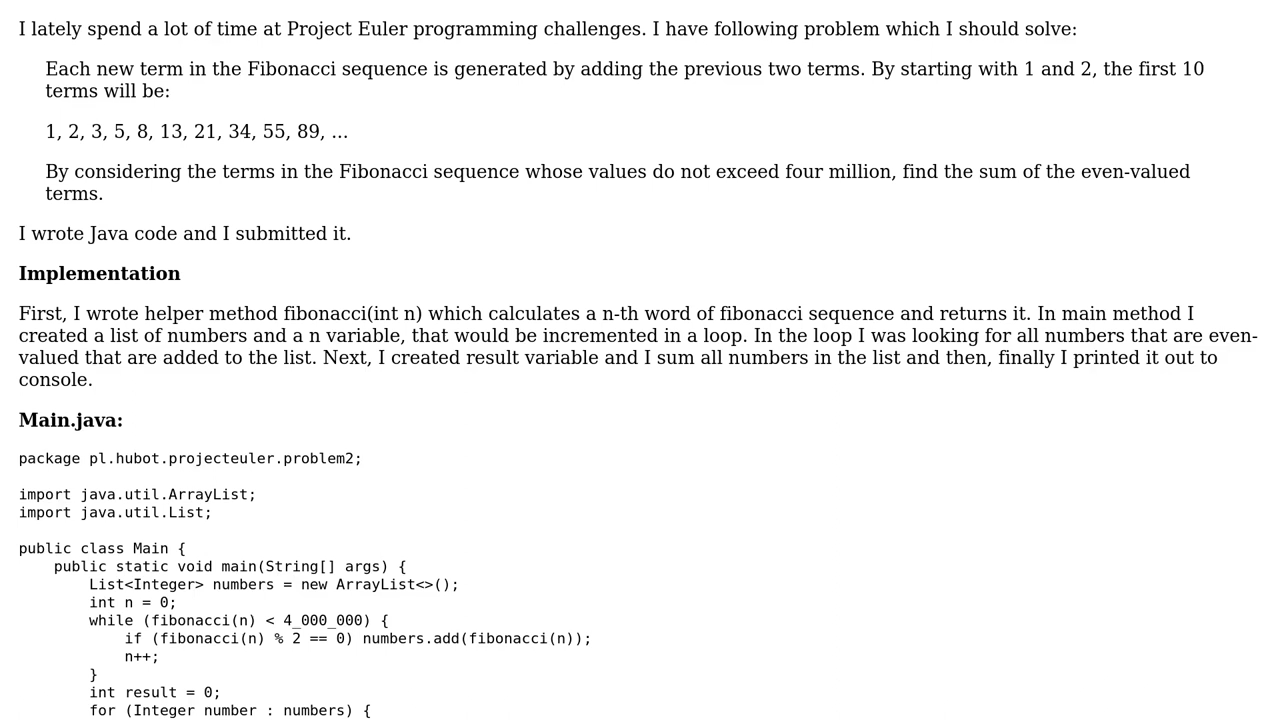 I lately spend a lot of time at Project Euler programming challenges. I have following problem which I should solve:
Each new term in the Fibonacci sequence is generated by adding the previous two terms. By starting with 1 and 2, the first 10
terms will be:
1, 2, 3, 5, 8, 13, 21, 34, 55, 89, ...
By considering the terms in the Fibonacci sequence whose values do not exceed four million, find the sum of the even-valued
terms.
I wrote Java code and I submitted it.
Implementation
First, I wrote helper method fibonacci(int n) which calculates a n-th word of fibonacci sequence and returns it. In main method I
created a list of numbers and a n variable, that would be incremented in a loop. In the loop I was looking for all numbers that are even-
valued that are added to the list. Next, I created result variable and I sum all numbers in the list and then, finally I printed it out to
console.
Main.java:
package pl.hubot.projecteuler.problem2;
import java.util.ArrayList;
import java.util.List;
public class Main {
    public static void main(String[] args) {
        List<Integer> numbers = new ArrayList<>();
        int n = 0;
        while (fibonacci(n) < 4_000_000) {
            if (fibonacci(n) % 2 == 0) numbers.add(fibonacci(n));
            n++;
        }
        int result = 0;
        for (Integer number : numbers) {